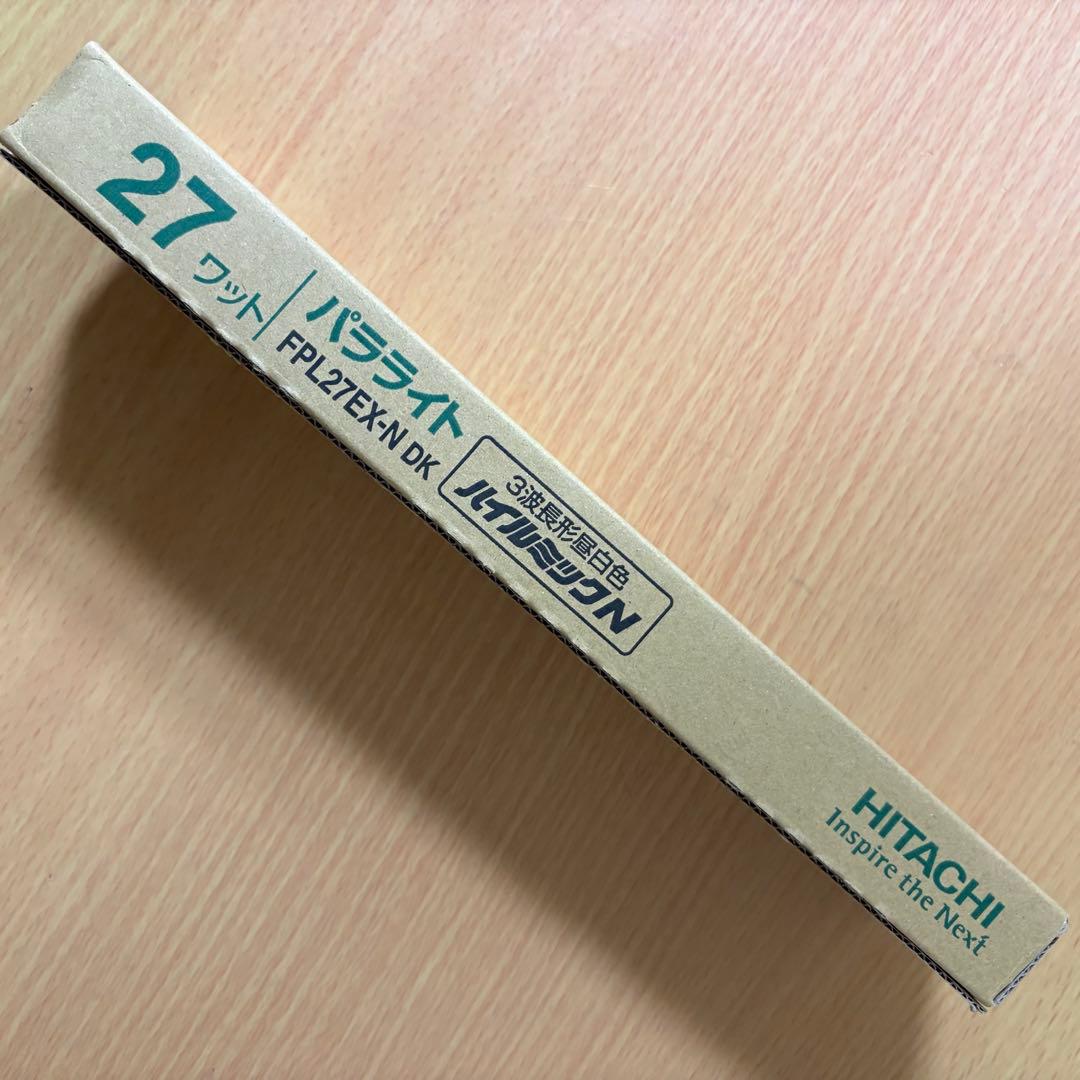 27
ワット
パラライト
FPL27EX-N DK
3波長形昼白色
ハイルミックN
HITACHI
Inspire the Next